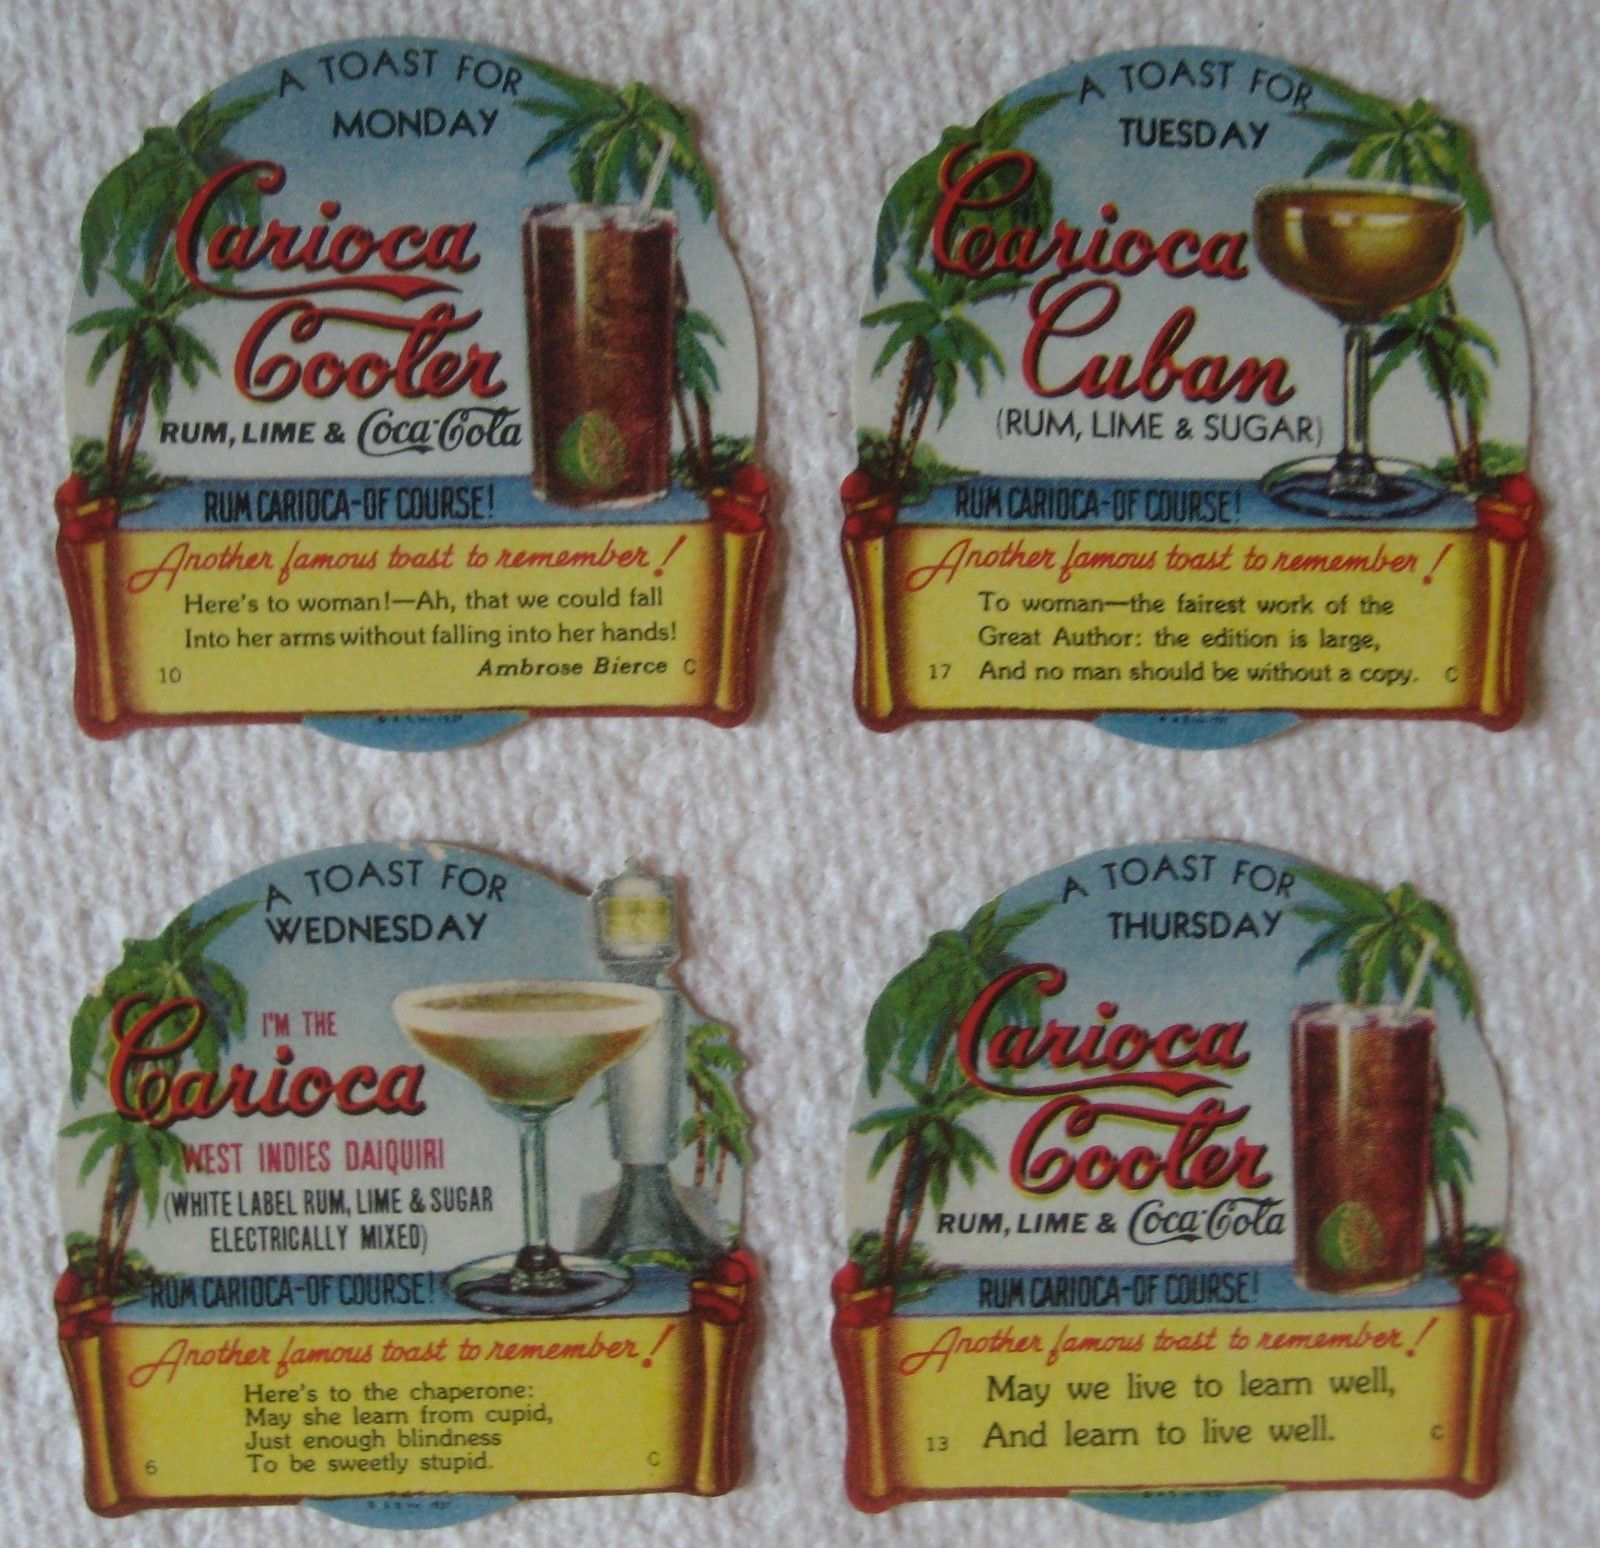 A TOAST FOR
MONDAY
Carioca
Cooler
RUM, LIME & Coca-Cola
RUM CARIOCA-OF COURSE!
Another famous toast to remember!
Here's to woman!—Ah, that we could fall
Into her arms without falling into her hands!
10 Ambrose Bierce C
A TOAST FOR
TUESDAY
Carioca
Cuban
(RUM, LIME & SUGAR)
RUM CARIOCA-OF COURSE!
Another famous toast to remember!
To woman—the fairest work of the
Great Author: the edition is large,
17 And no man should be without a copy. C
A TOAST FOR
WEDNESDAY
I'M THE
Carioca
WEST INDIES DAIQUIRI
(WHITE LABEL RUM, LIME & SUGAR
ELECTRICALLY MIXED)
RUM CARIOCA-OF COURSE!
Another famous toast to remember!
Here's to the chaperone:
May she learn from cupid,
Just enough blindness
6 To be sweetly stupid. C
A TOAST FOR
THURSDAY
Carioca
Cooler
RUM, LIME & Coca-Cola
RUM CARIOCA-OF COURSE!
Another famous toast to remember!
May we live to learn well,
13 And learn to live well. C